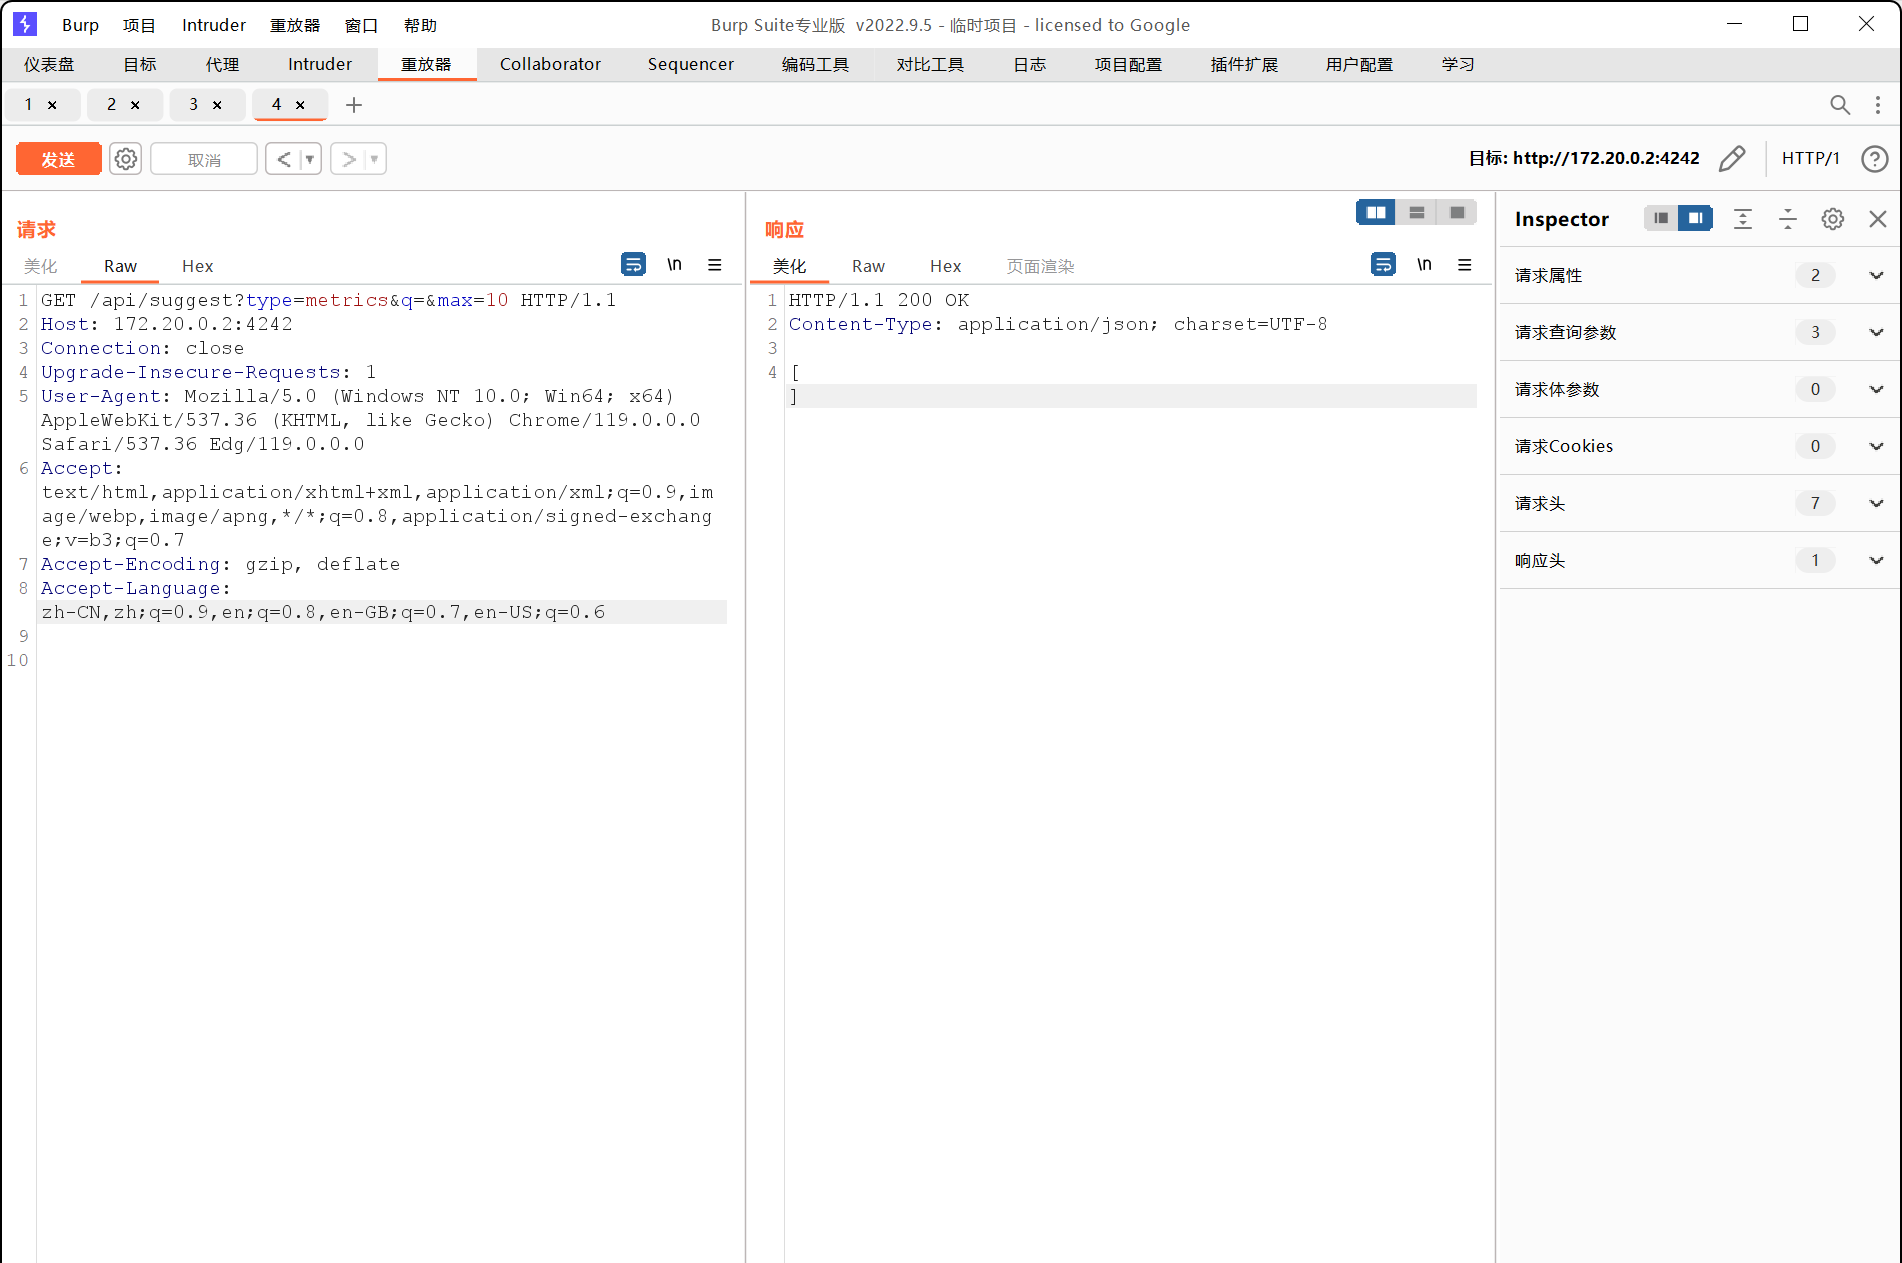 Burp 项目 Intruder 重放器 窗口 帮助 Burp Suite专业版 v2022.9.5 - 临时项目 - licensed to Google
仪表盘 目标 代理 Intruder 重放器 Collaborator Sequencer 编码工具 对比工具 日志 项目配置 插件扩展 用户配置 学习
1 × 2 × 3 × 4 × +
发送 取消 < > 目标: http://172.20.0.2:4242 HTTP/1
请求
美化 Raw Hex \n
1 GET /api/suggest?type=metrics&q=&max=10 HTTP/1.1
2 Host: 172.20.0.2:4242
3 Connection: close
4 Upgrade-Insecure-Requests: 1
5 User-Agent: Mozilla/5.0 (Windows NT 10.0; Win64; x64)
AppleWebKit/537.36 (KHTML, like Gecko) Chrome/119.0.0.0
Safari/537.36 Edg/119.0.0.0
6 Accept:
text/html,application/xhtml+xml,application/xml;q=0.9,im
age/webp,image/apng,*/*;q=0.8,application/signed-exchang
e;v=b3;q=0.7
7 Accept-Encoding: gzip, deflate
8 Accept-Language:
zh-CN,zh;q=0.9,en;q=0.8,en-GB;q=0.7,en-US;q=0.6
9
10
响应
美化 Raw Hex 页面渲染 \n
1 HTTP/1.1 200 OK
2 Content-Type: application/json; charset=UTF-8
3
4 [
]
Inspector
请求属性 2
请求查询参数 3
请求体参数 0
请求Cookies 0
请求头 7
响应头 1